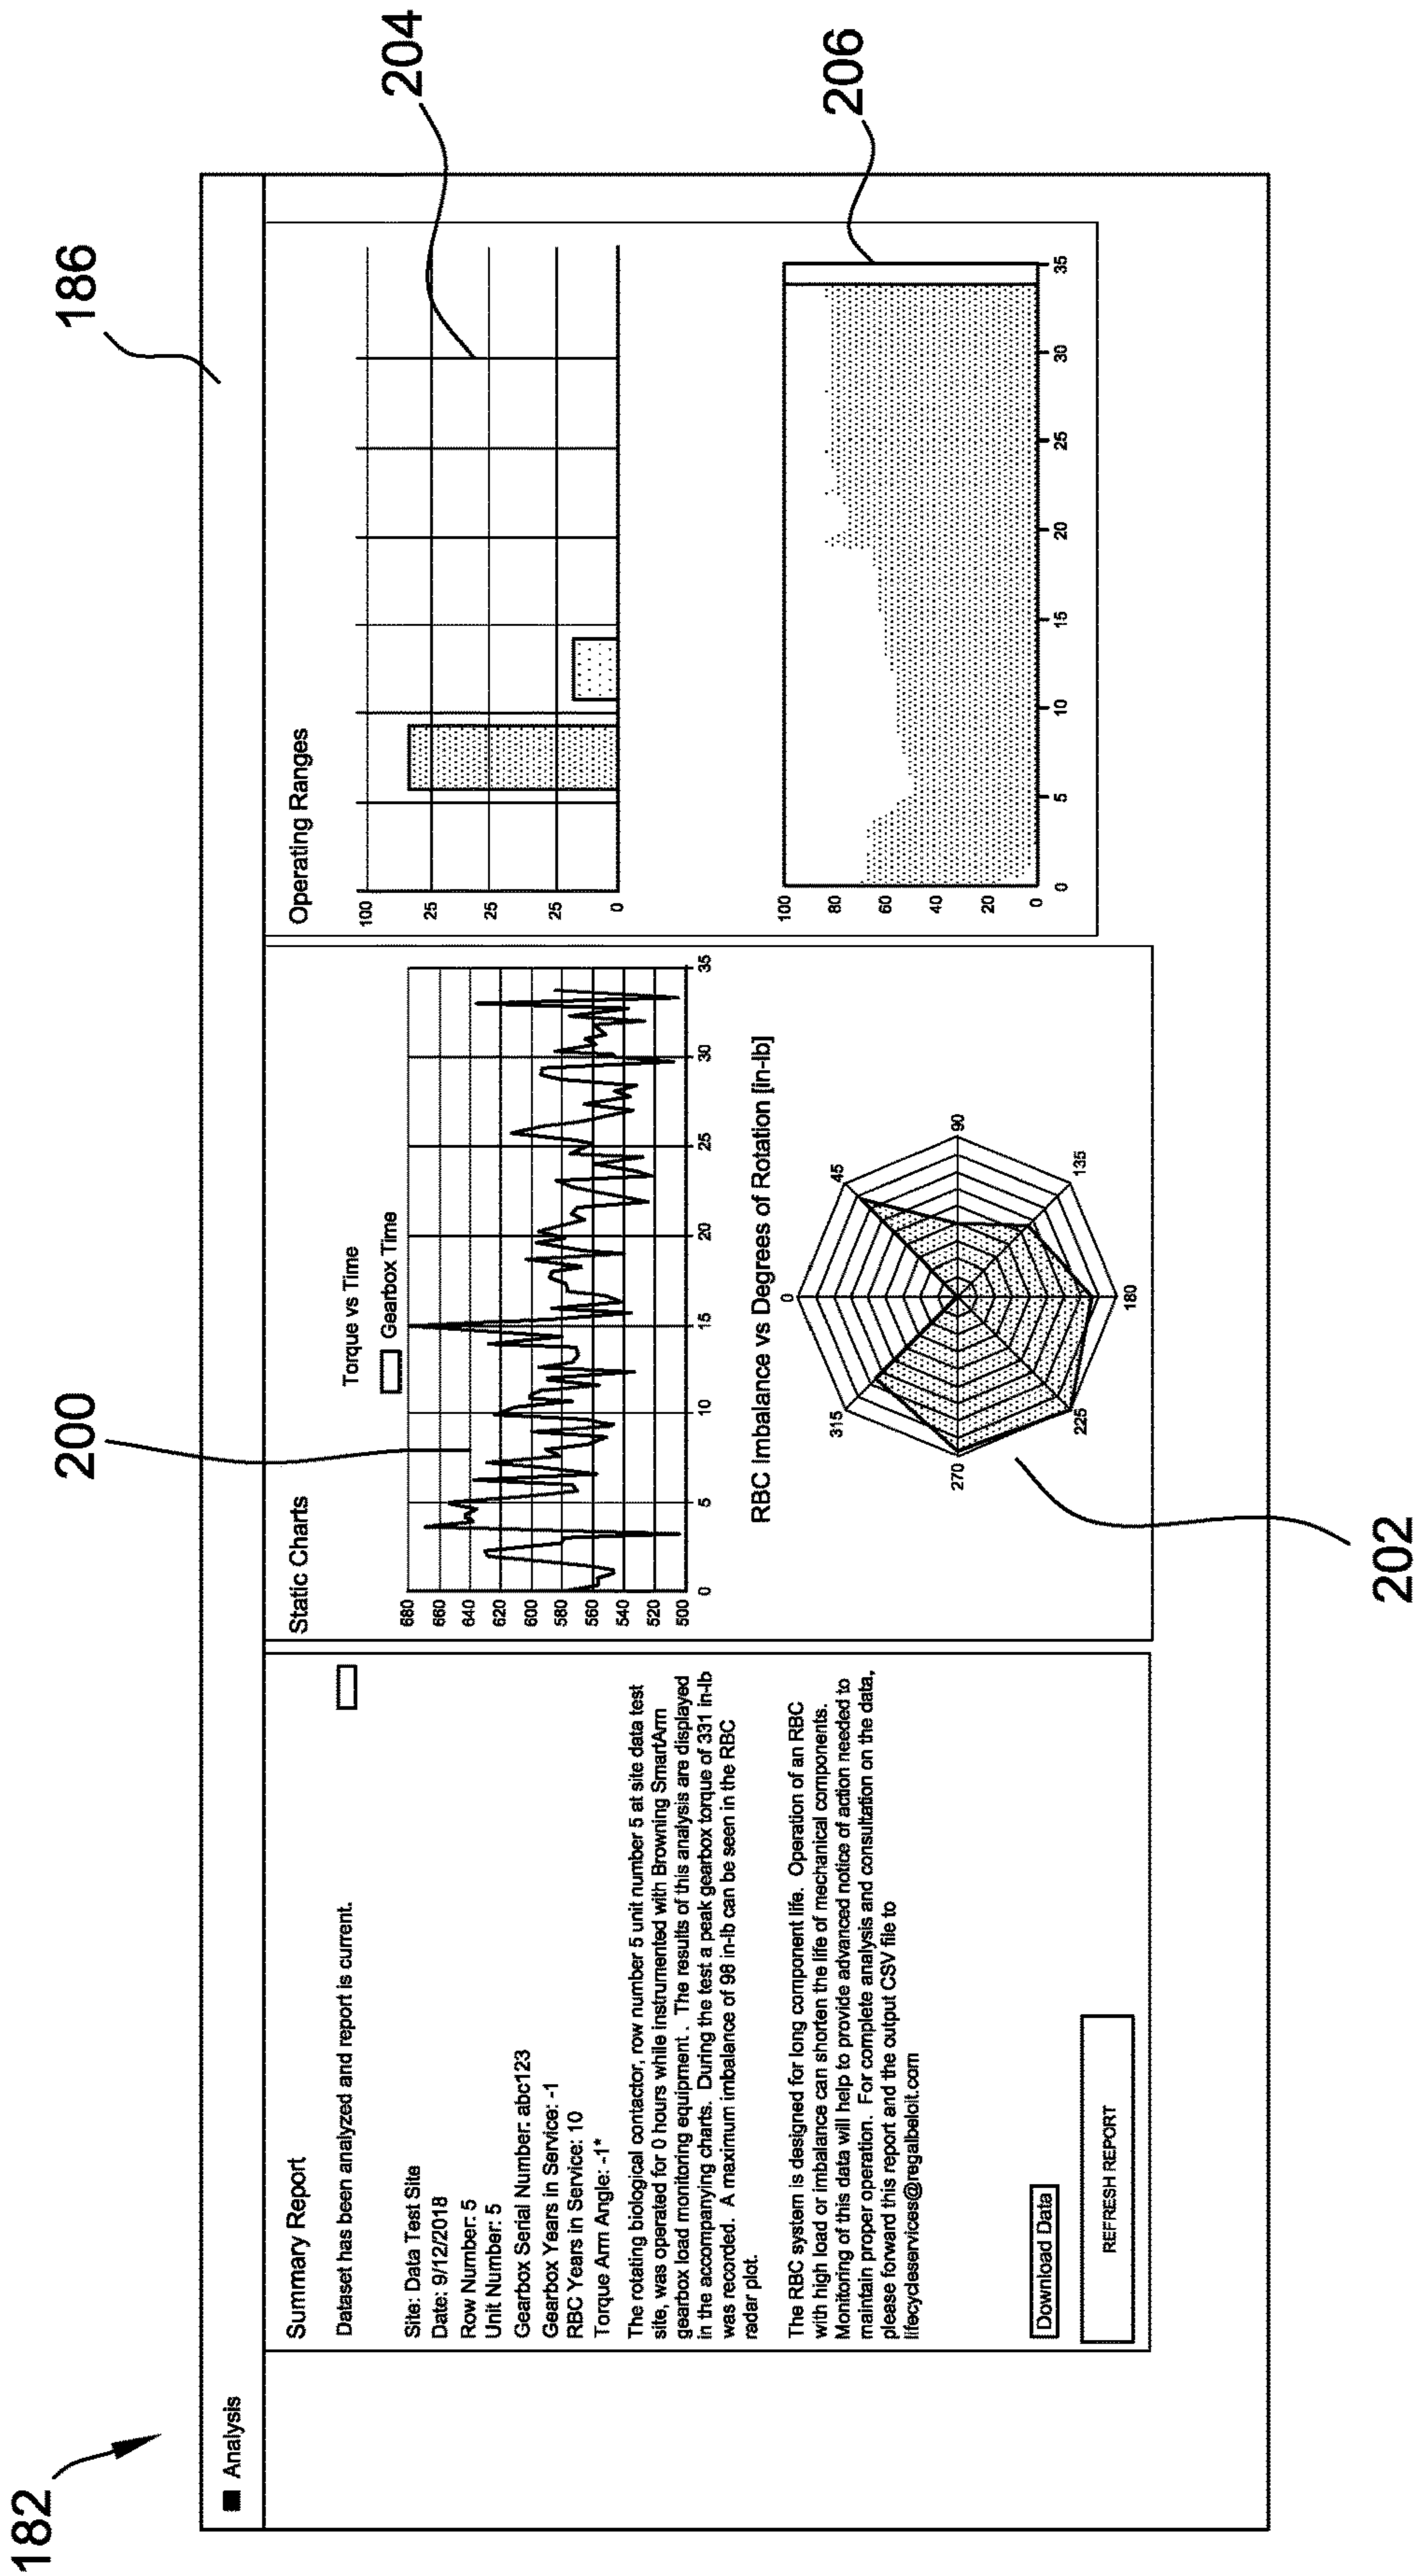 182
186
■ Analysis
Summary Report
Dataset has been analyzed and report is current.
Site: Data Test Site
Date: 9/12/2018
Row Number: 5
Unit Number: 5
Gearbox Serial Number: abc123
Gearbox Years in Service: -1
RBC Years in Service: 10
Torque Arm Angle: -1*
The rotating biological contactor, row number 5 unit number 5 at site data test
site, was operated for 0 hours while instrumented with Browning SmartArm
gearbox load monitoring equipment . The results of this analysis are displayed
in the accompanying charts. During the test a peak gearbox torque of 331 in-lb
was recorded. A maximum imbalance of 98 in-lb can be seen in the RBC
radar plot.
The RBC system is designed for long component life. Operation of an RBC
with high load or imbalance can shorten the life of mechanical components.
Monitoring of this data will help to provide advanced notice of action needed to
maintain proper operation. For complete analysis and consultation on the data,
please forward this report and the output CSV file to
lifecycleservices@regalbeloit.com
Download Data
REFRESH REPORT
Static Charts
200
Torque vs Time
Gearbox Time
680
660
640
620
600
580
560
540
520
500
0 5 10 15 20 25 30 35
RBC Imbalance vs Degrees of Rotation [in-lb]
0
45
90
135
180
225
270
315
202
Operating Ranges
204
100
25
25
25
0
206
100
80
60
40
20
0
0 5 10 15 20 25 30 35